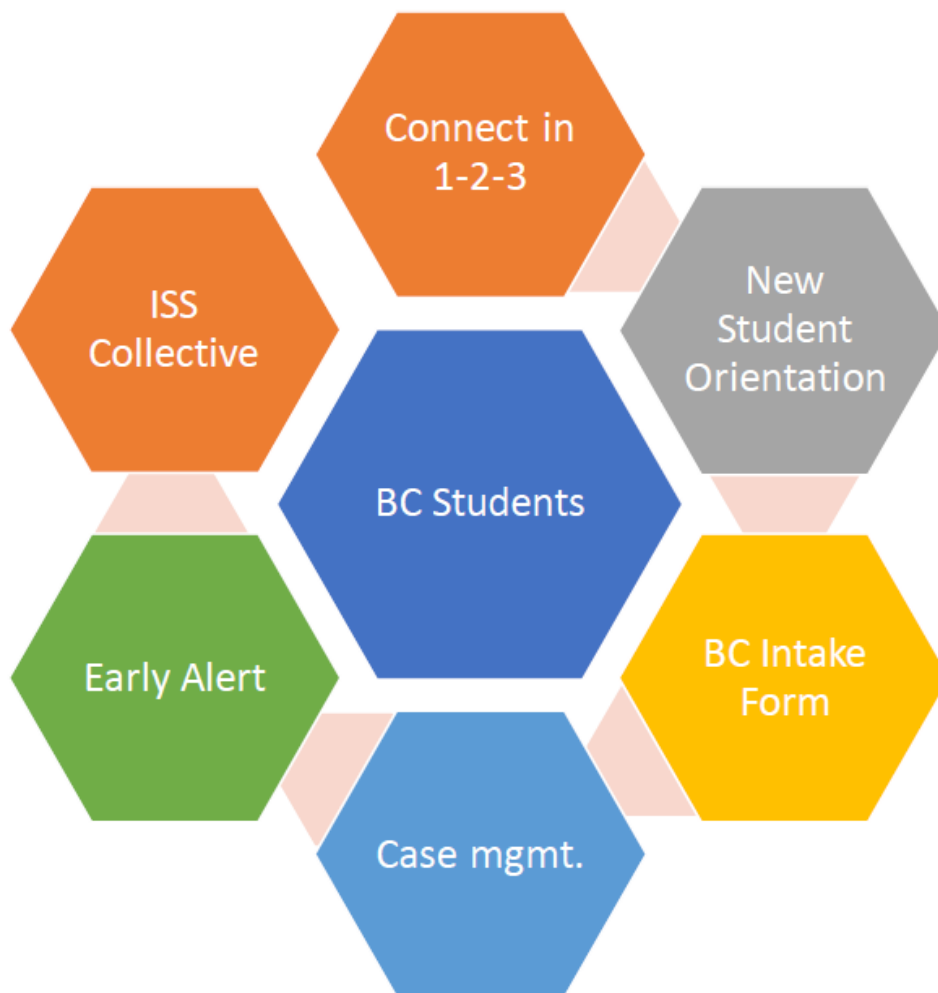 Connect in
1-2-3
New
Student
Orientation
ISS
Collective
BC Students
BC Intake
Form
Early Alert
Case mgmt.